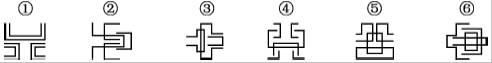 ① ② ③ ④ ⑤ ⑥